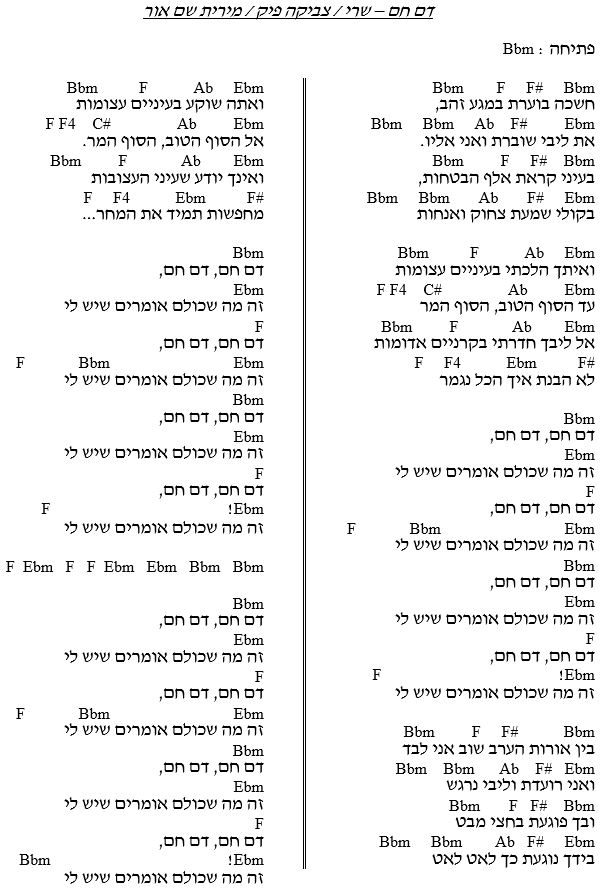 דם חם – שרי / צביקה פיק / מירית שם אור
פתיחה : Bbm
Bbm F F# Bbm
חשכה בוערת במגע זהב,
Bbm Bbm Ab F# Ebm
את ליבי שוברת ואני אליו.
Bbm F F# Bbm
בעיני קראת אלף הבטחות,
Bbm Bbm Ab F# Ebm
בקולי שמעת צחוק ואנחות
Bbm F Ab Ebm
ואיתך הלכתי בעיניים עצומות
F F4 C# Ab Ebm
עד הסוף הטוב, הסוף המר
Bbm F Ab Ebm
אל ליבך חדרתי בקרניים אדומות
F F4 Ebm F#
לא הבנת איך הכל נגמר
Bbm
דם חם, דם חם,
Ebm
זה מה שכולם אומרים שיש לי
F
דם חם, דם חם,
F Bbm Ebm
זה מה שכולם אומרים שיש לי
Bbm
דם חם, דם חם,
Ebm
זה מה שכולם אומרים שיש לי
F
דם חם, דם חם,
F !Ebm
זה מה שכולם אומרים שיש לי
Bbm F F# Bbm
בין אורות הערב שוב אני לבד
Bbm Bbm Ab F# Ebm
ואני רועדת וליבי נרגש
Bbm F F# Bbm
ובך פוגעת בחצי מבט
Bbm Bbm Ab F# Ebm
בידך נוגעת כך לאט לאט
Bbm F Ab Ebm
ואתה שוקע בעיניים עצומות
F F4 C# Ab Ebm
אל הסוף הטוב, הסוף המר.
Bbm F Ab Ebm
ואינך יודע שעיני העצובות
F F4 Ebm F#
מחפשות תמיד את המחר...
Bbm
דם חם, דם חם,
Ebm
זה מה שכולם אומרים שיש לי
F
דם חם, דם חם,
F Bbm Ebm
זה מה שכולם אומרים שיש לי
Bbm
דם חם, דם חם,
Ebm
זה מה שכולם אומרים שיש לי
F
דם חם, דם חם,
F !Ebm
זה מה שכולם אומרים שיש לי
F Ebm F F Ebm Ebm Bbm Bbm
Bbm
דם חם, דם חם,
Ebm
זה מה שכולם אומרים שיש לי
F
דם חם, דם חם,
F Bbm Ebm
זה מה שכולם אומרים שיש לי
Bbm
דם חם, דם חם,
Ebm
זה מה שכולם אומרים שיש לי
F
דם חם, דם חם,
Bbm !Ebm
זה מה שכולם אומרים שיש לי